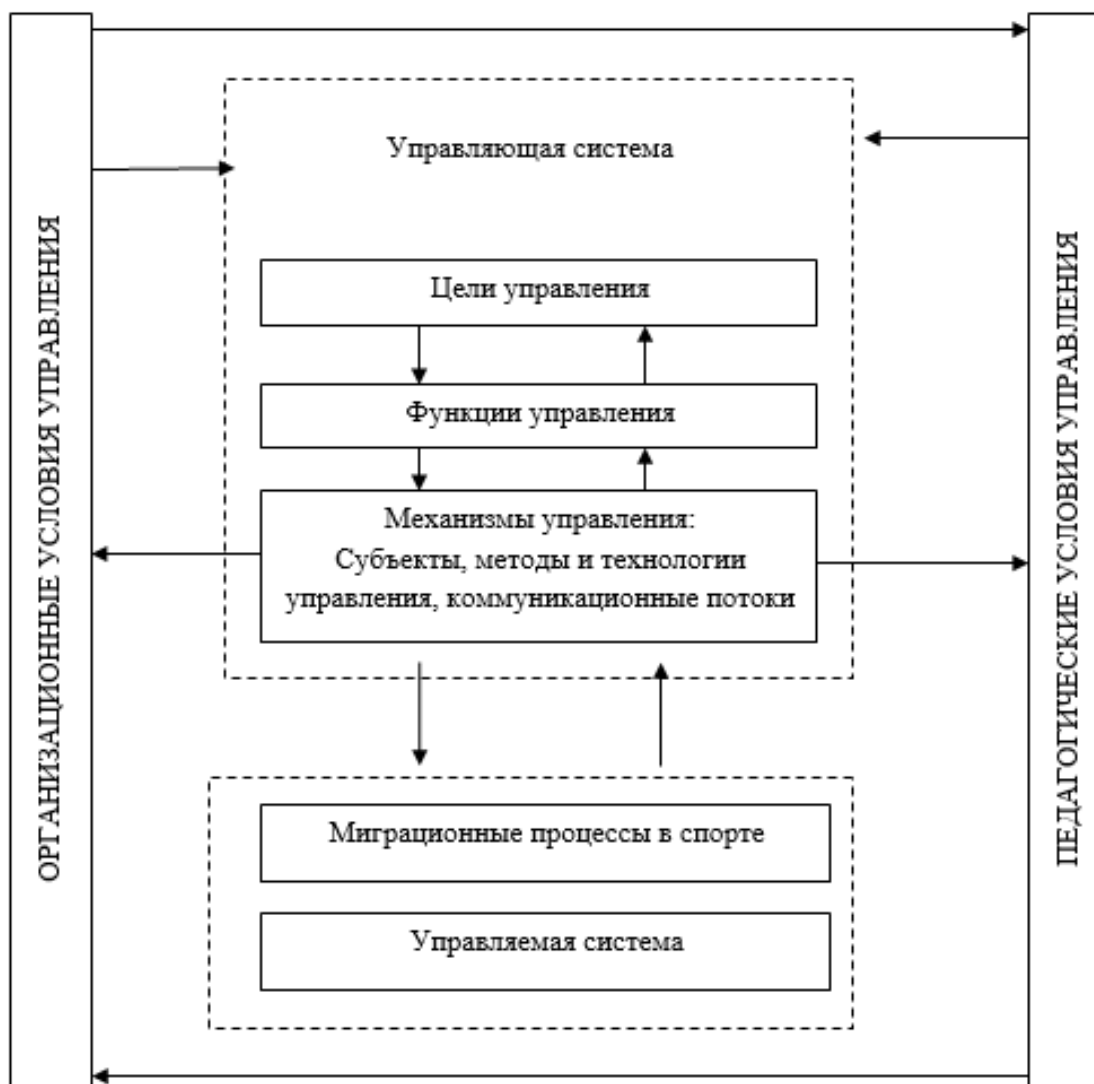 ОРГАНИЗАЦИОННЫЕ УСЛОВИЯ УПРАВЛЕНИЯ
Управляющая система
Цели управления
Функции управления
Механизмы управления:
Субъекты, методы и технологии
управления, коммуникационные потоки
Миграционные процессы в спорте
Управляемая система
ПЕДАГОГИЧЕСКИЕ УСЛОВИЯ УПРАВЛЕНИЯ